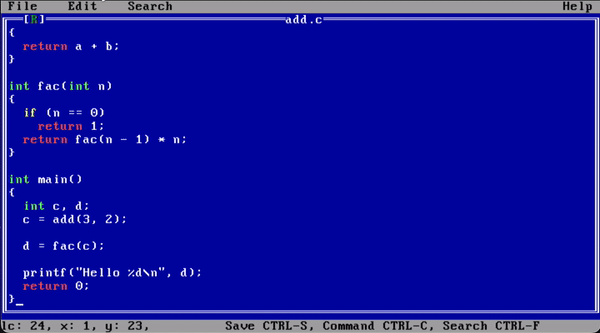 File Edit Search Help
[R] add.c
{
return a + b;
}
int fac(int n)
{
if (n == 0)
return 1;
return fac(n - 1) * n;
}
int main()
{
int c, d;
c = add(3, 2);
d = fac(c);
printf("Hello %d\n", d);
return 0;
}_
lc: 24, x: 1, y: 23, Save CTRL-S, Command CTRL-C, Search CTRL-F